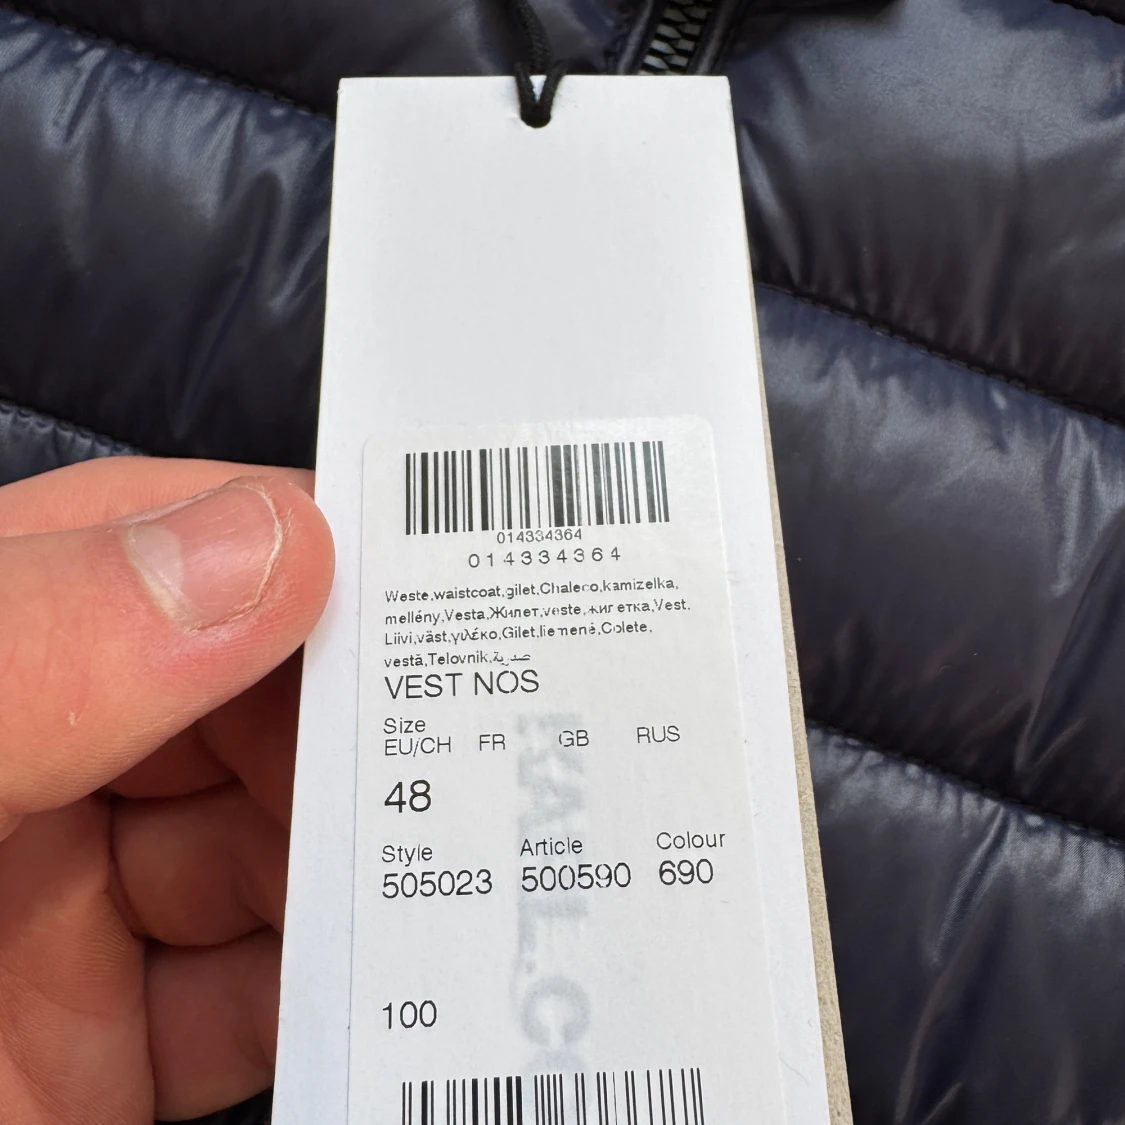 014334364
014334364
Weste,waistcoat,gilet,Chaleco,kamizelka,
mellény,Vesta,Жилет,veste,жилетка,Vest,
Liivi,väst,γιλέκο,Gilet,liemenė,Colete,
vestă,Telovnik,صدرية
VEST NOS
Size
EU/CH FR GB RUS
48
Style Article Colour
505023 500590 690
100